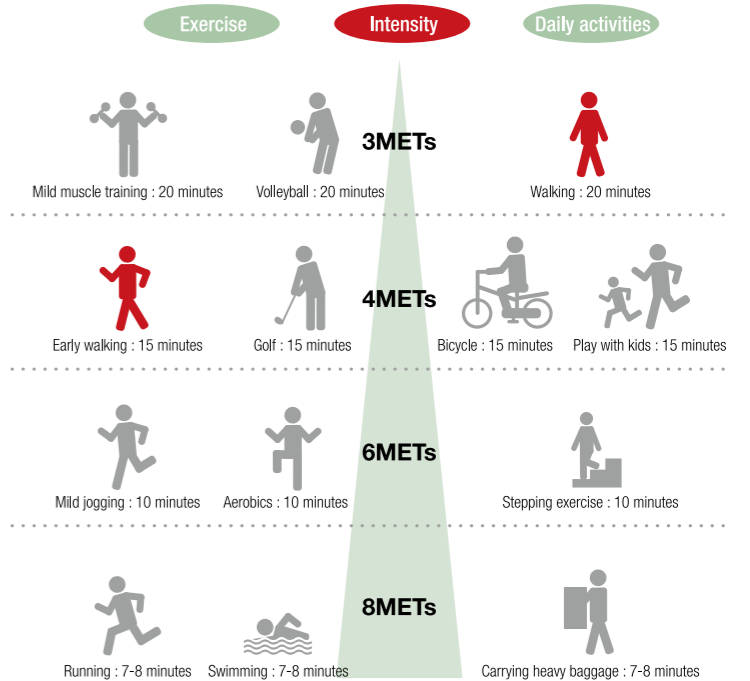 Exercise
Intensity
Daily activities
3METs
Mild muscle training : 20 minutes
Volleyball : 20 minutes
Walking : 20 minutes
4METs
Early walking : 15 minutes
Golf : 15 minutes
Bicycle : 15 minutes
Play with kids : 15 minutes
6METs
Mild jogging : 10 minutes
Aerobics : 10 minutes
Stepping exercise : 10 minutes
8METs
Running : 7-8 minutes
Swimming : 7-8 minutes
Carrying heavy baggage : 7-8 minutes